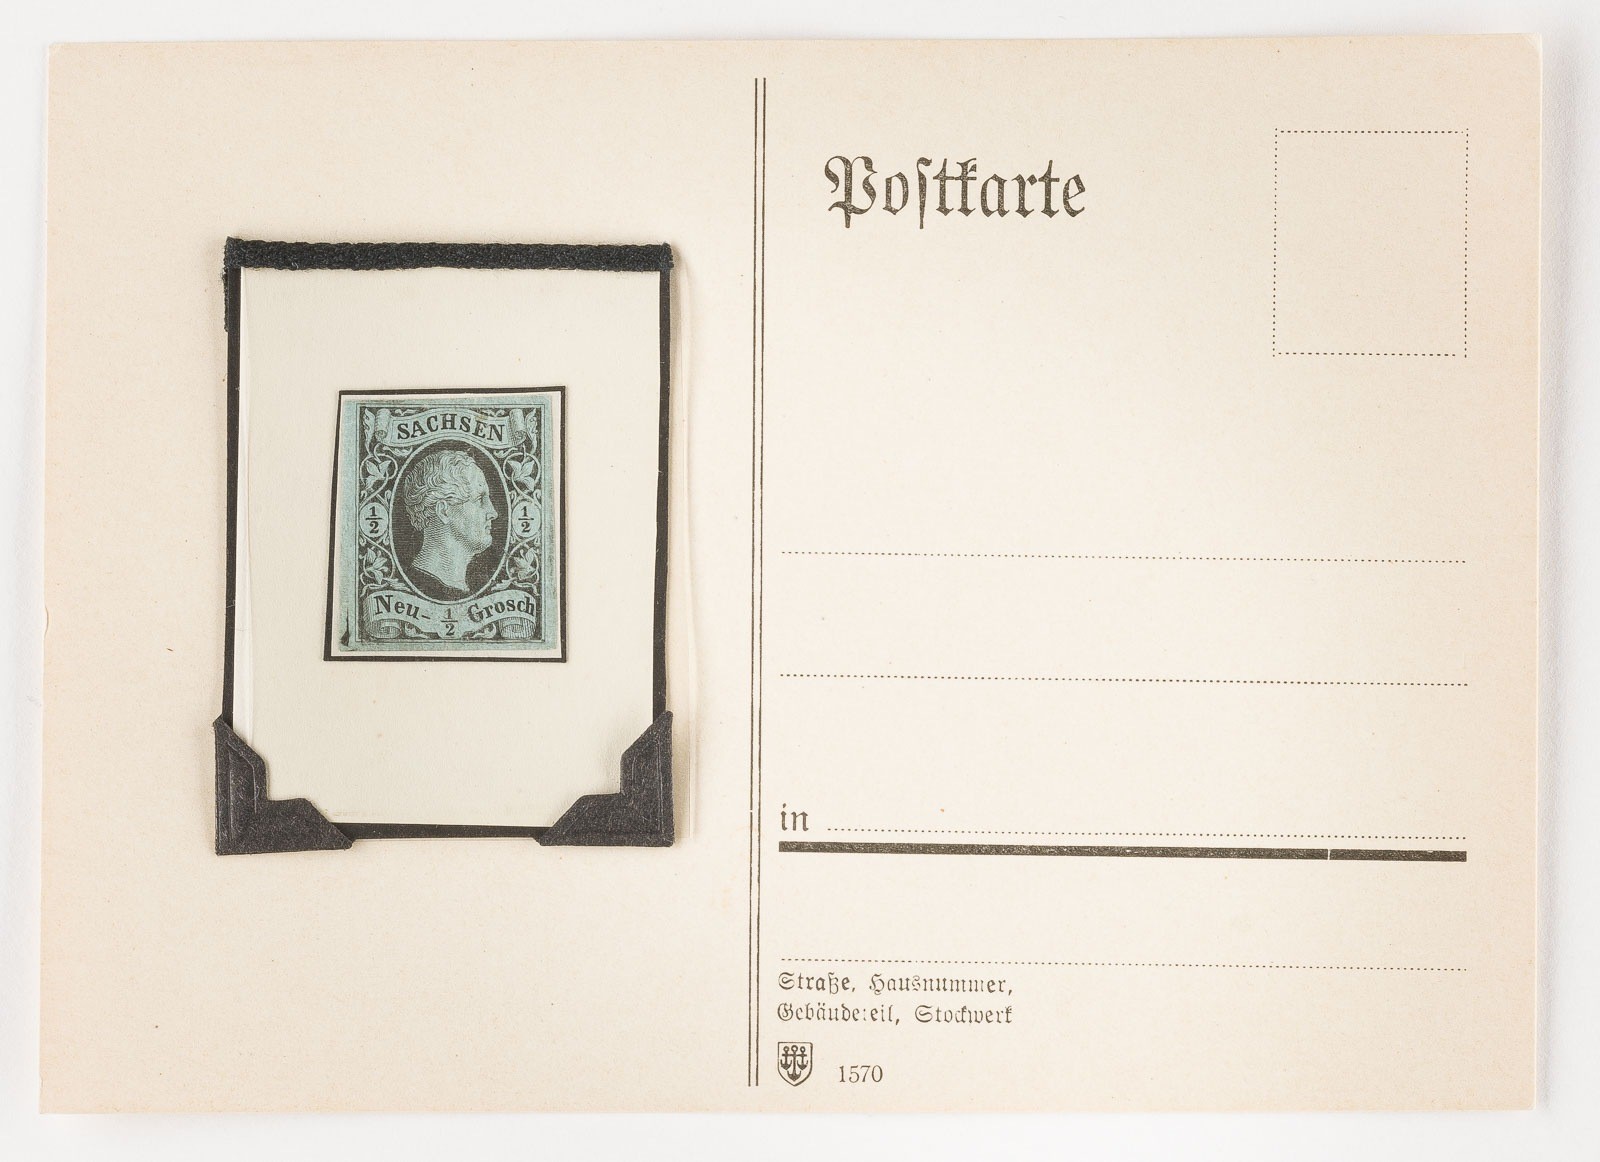 SACHSEN
½ ½
Neu- ½ Grosch
Poſtkarte
in
Straße, Hausnummer,
Gebäudeteil, Stockwerk
1570